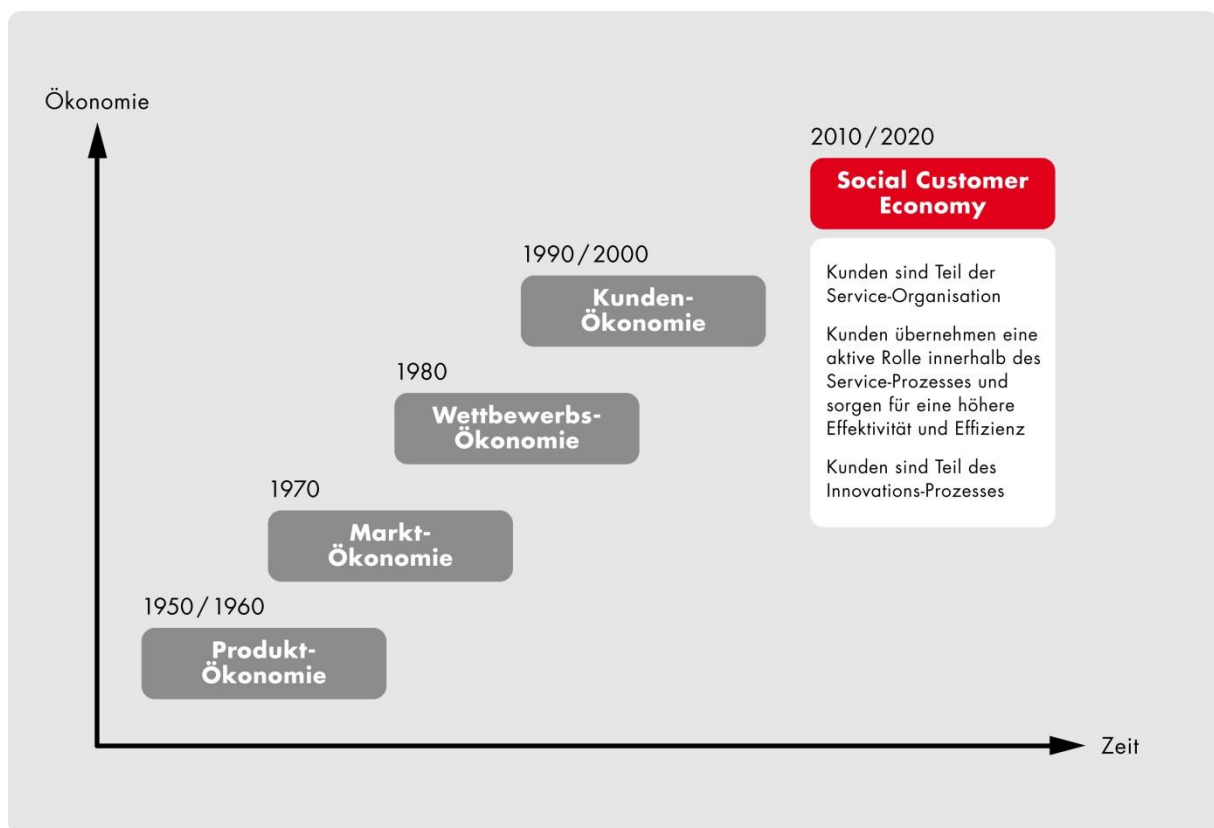 Ökonomie
2010/2020
Social Customer
Economy
Kunden sind Teil der
Service-Organisation
Kunden übernehmen eine
aktive Rolle innerhalb des
Service-Prozesses und
sorgen für eine höhere
Effektivität und Effizienz
Kunden sind Teil des
Innovations-Prozesses
1990/2000
Kunden-
Ökonomie
1980
Wettbewerbs-
Ökonomie
1970
Markt-
Ökonomie
1950/1960
Produkt-
Ökonomie
Zeit